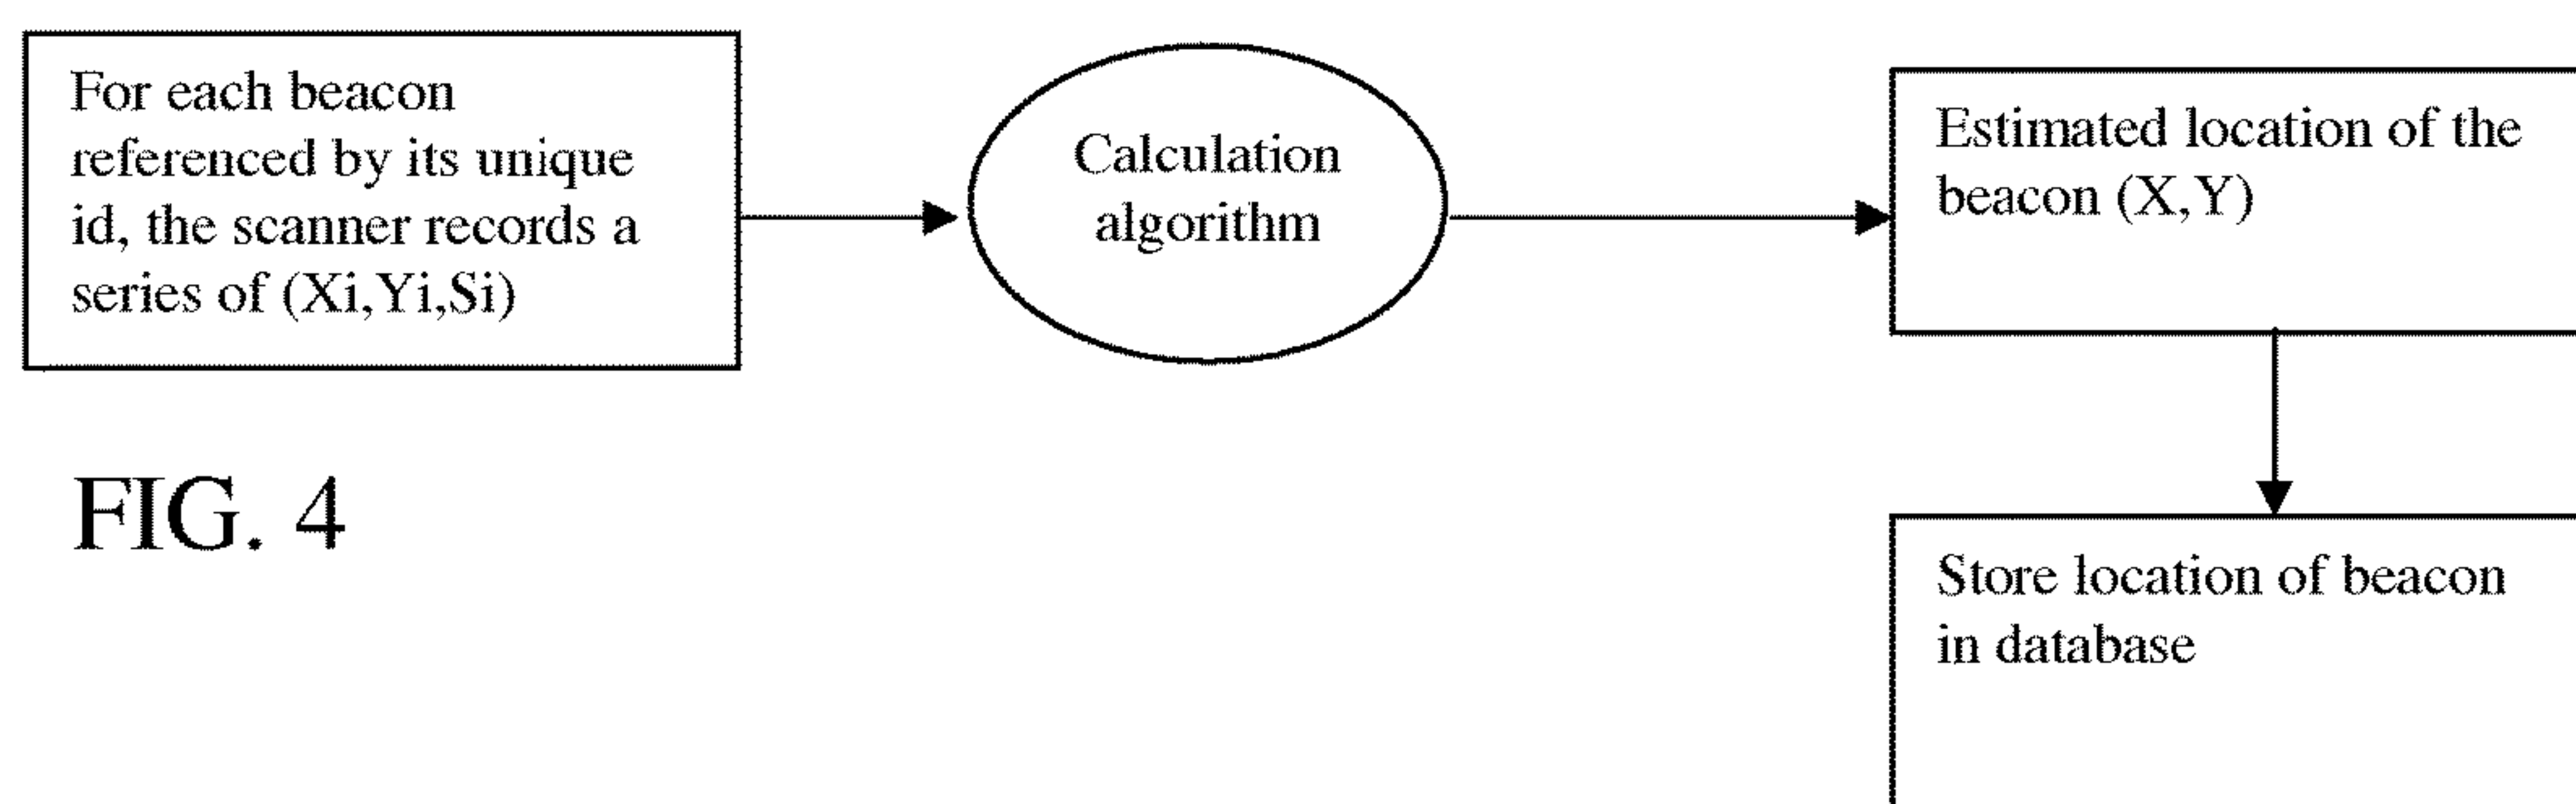 For each beacon
referenced by its unique
id, the scanner records a
series of (Xi,Yi,Si)
Calculation
algorithm
Estimated location of the
beacon (X,Y)
Store location of beacon
in database
FIG. 4